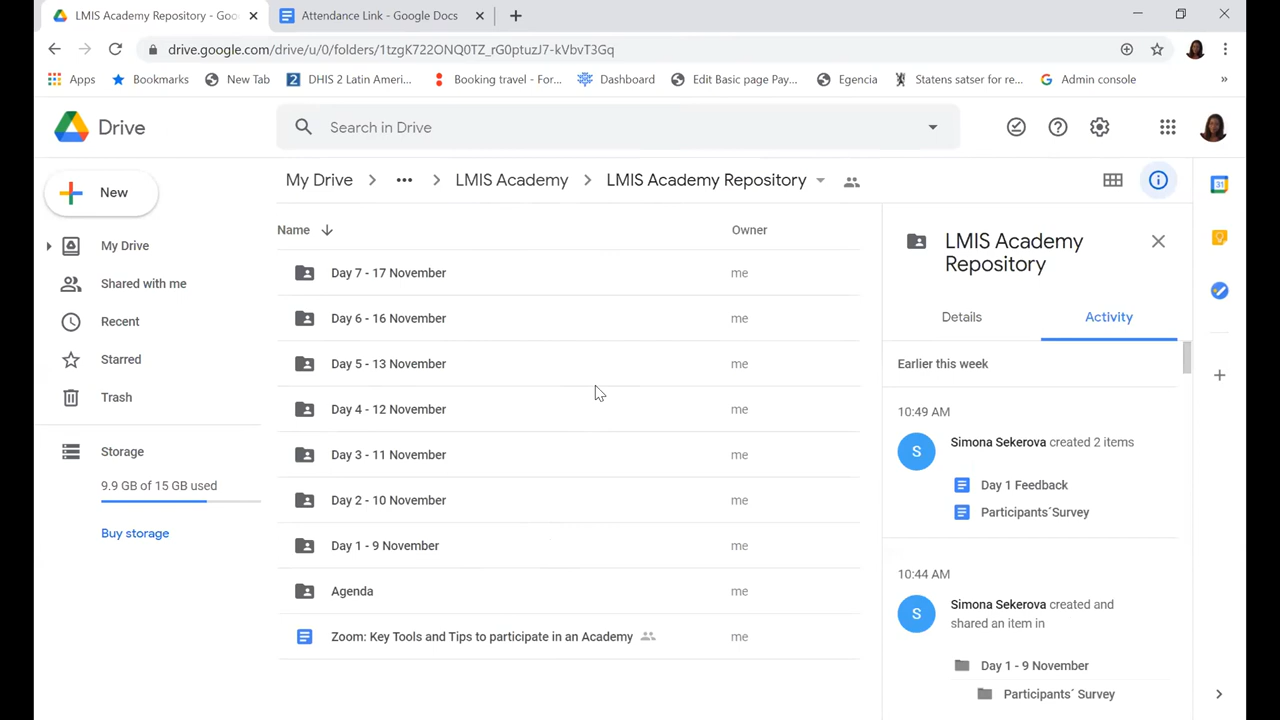 LMIS Academy Repository - Goo
Attendance Link - Google Docs
drive.google.com/drive/u/0/folders/1tzgK722ONQ0TZ_rG0ptuzJ7-kVbvT3Gq
Apps
Bookmarks
New Tab
2
DHIS 2 Latin Ameri...
Booking travel - For...
Dashboard
Edit Basic page Pay...
Egencia
Statens satser for re...
G
Admin console
»
Drive
Search in Drive
New
My Drive
•••
LMIS Academy
LMIS Academy Repository
31
My Drive
Shared with me
Recent
Starred
Trash
Storage
9.9 GB of 15 GB used
Buy storage
Name
Owner
Day 7 - 17 November
me
Day 6 - 16 November
me
Day 5 - 13 November
me
Day 4 - 12 November
me
Day 3 - 11 November
me
Day 2 - 10 November
me
Day 1 - 9 November
me
Agenda
me
Zoom: Key Tools and Tips to participate in an Academy
me
LMIS Academy
Repository
Details
Activity
Earlier this week
10:49 AM
S
Simona Sekerova created 2 items
Day 1 Feedback
Participants´Survey
10:44 AM
S
Simona Sekerova created and
shared an item in
Day 1 - 9 November
Participants´ Survey